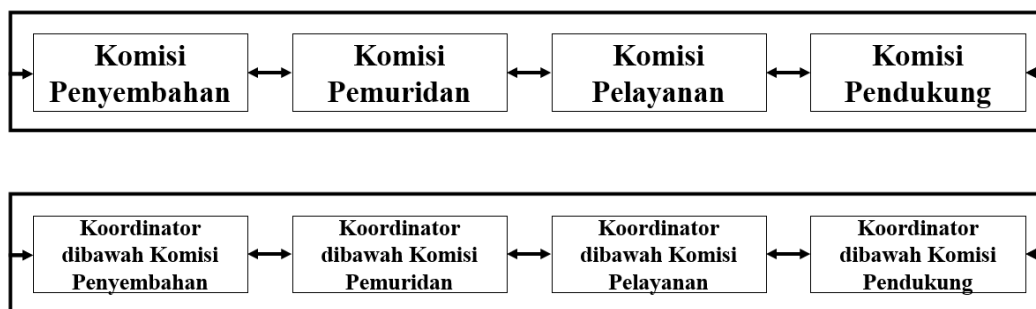 Komisi
Penyembahan
Komisi
Pemuridan
Komisi
Pelayanan
Komisi
Pendukung
Koordinator
dibawah Komisi
Penyembahan
Koordinator
dibawah Komisi
Pemuridan
Koordinator
dibawah Komisi
Pelayanan
Koordinator
dibawah Komisi
Pendukung